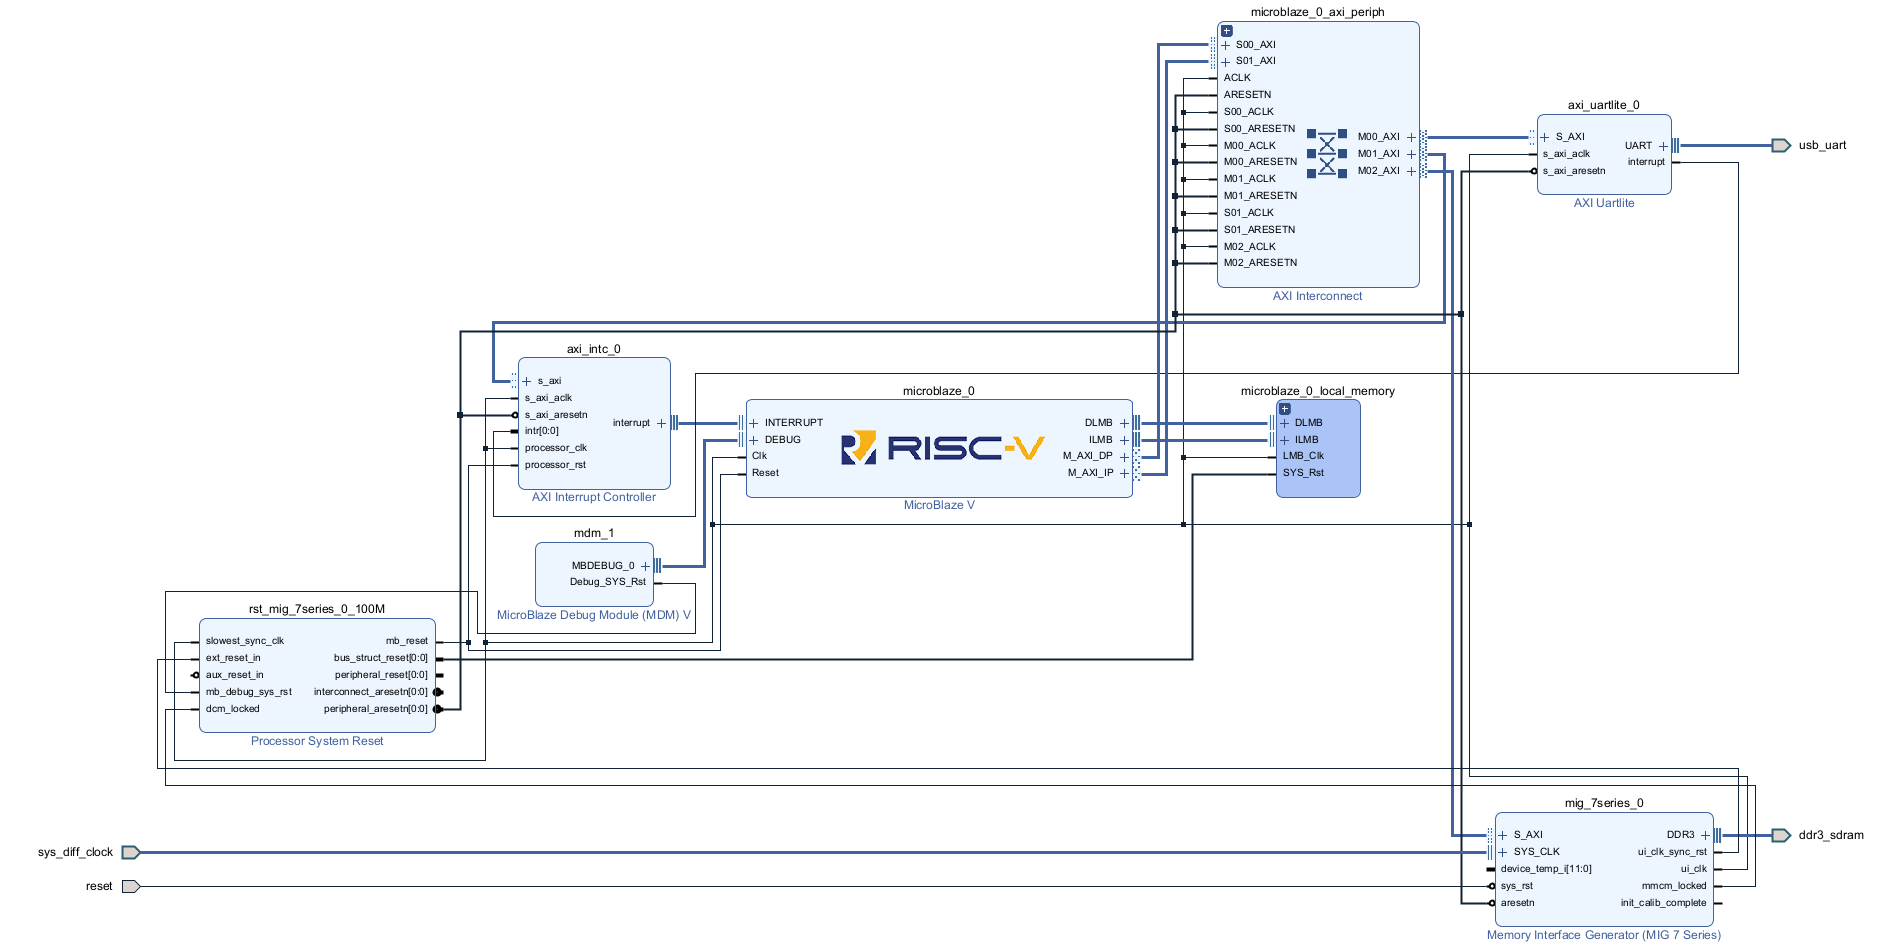 microblaze_0_axi_periph
S00_AXI
S01_AXI
ACLK
ARESETN
S00_ACLK
S00_ARESETN
M00_ACLK
M00_ARESETN
M01_ACLK
M01_ARESETN
S01_ACLK
S01_ARESETN
M02_ACLK
M02_ARESETN
M00_AXI
M01_AXI
M02_AXI
AXI Interconnect
axi_uartlite_0
S_AXI
s_axi_aclk
s_axi_aresetn
UART
interrupt
AXI Uartlite
usb_uart
axi_intc_0
s_axi
s_axi_aclk
s_axi_aresetn
intr[0:0]
processor_clk
processor_rst
interrupt
AXI Interrupt Controller
microblaze_0
INTERRUPT
DEBUG
Clk
Reset
RISC-V
DLMB
ILMB
M_AXI_DP
M_AXI_IP
MicroBlaze V
microblaze_0_local_memory
DLMB
ILMB
LMB_Clk
SYS_Rst
mdm_1
MBDEBUG_0
Debug_SYS_Rst
MicroBlaze Debug Module (MDM) V
rst_mig_7series_0_100M
slowest_sync_clk
ext_reset_in
aux_reset_in
mb_debug_sys_rst
dcm_locked
mb_reset
bus_struct_reset[0:0]
peripheral_reset[0:0]
interconnect_aresetn[0:0]
peripheral_aresetn[0:0]
Processor System Reset
sys_diff_clock
reset
mig_7series_0
S_AXI
SYS_CLK
device_temp_i[11:0]
sys_rst
aresetn
DDR3
ui_clk_sync_rst
ui_clk
mmcm_locked
init_calib_complete
Memory Interface Generator (MIG 7 Series)
ddr3_sdram